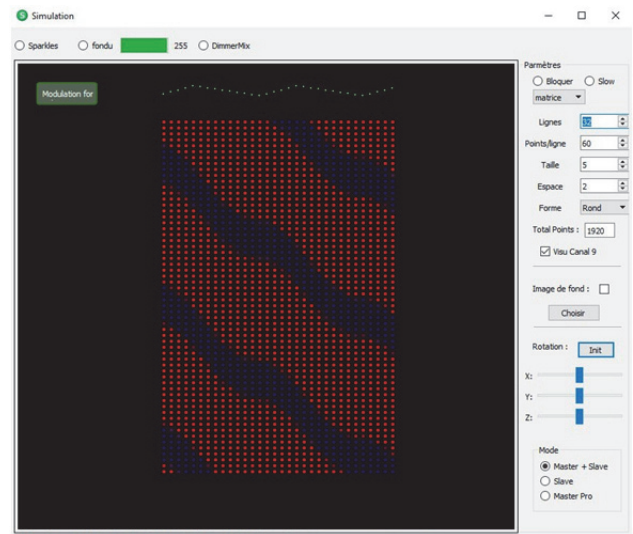 Simulation
Sparkles fondu 255 DimmerMix
Modulation for
Parmètres
Bloquer Slow
matrice
Lignes 32
Points/ligne 60
Taille 5
Espace 2
Forme Rond
Total Points : 1920
Visu Canal 9
Image de fond :
Choisir
Rotation : Init
X:
Y:
Z:
Mode
Master + Slave
Slave
Master Pro